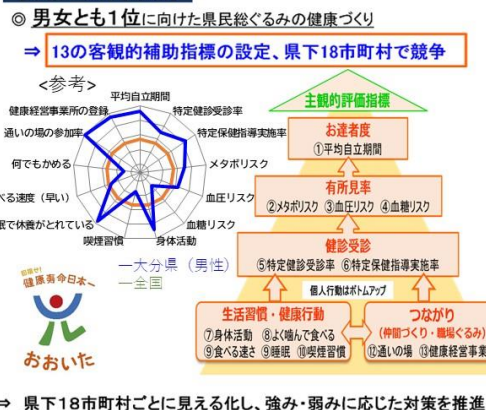 ◎ 男女とも1位に向けた県民総ぐるみの健康づくり
⇒ 13の客観的補助指標の設定、県下18市町村で競争
<参考>
平均自立期間
健康経営事業所の登録
特定健診受診率
通いの場の参加率
特定保健指導実施率
何でもかめる
メタボリスク
べる速度(早い)
血圧リスク
眠で休養がとれている
血糖リスク
喫煙習慣
身体活動
―大分県(男性)
―全国
目指せ!
健康寿命日本一
おおいた
主観的評価指標
お達者度
①平均自立期間
有所見率
②メタボリスク ③血圧リスク ④血糖リスク
健診受診
⑤特定健診受診率 ⑥特定保健指導実施率
個人行動はボトムアップ
生活習慣・健康行動
⑦身体活動 ⑧よく噛んで食べる
⑨食べる速さ ⑨睡眠 ⑩喫煙習慣
つながり
(仲間づくり・職場ぐるみ)
⑫通いの場 ⑬健康経営事業
⇒ 県下18市町村ごとに見える化し、強み・弱みに応じた対策を推進